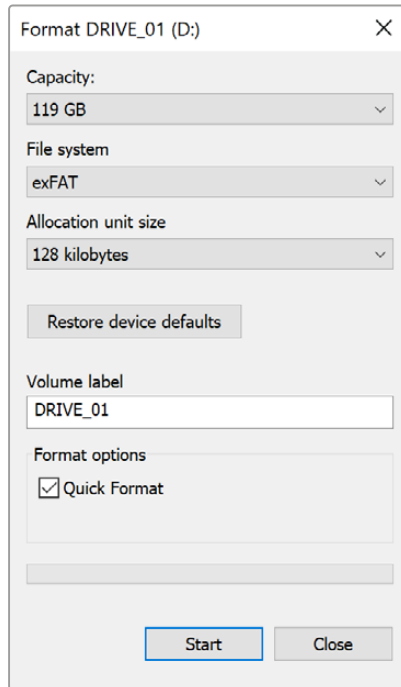 Format DRIVE_01 (D:)
Capacity:
119 GB
File system
exFAT
Allocation unit size
128 kilobytes
Restore device defaults
Volume label
DRIVE_01
Format options
Quick Format
Start Close